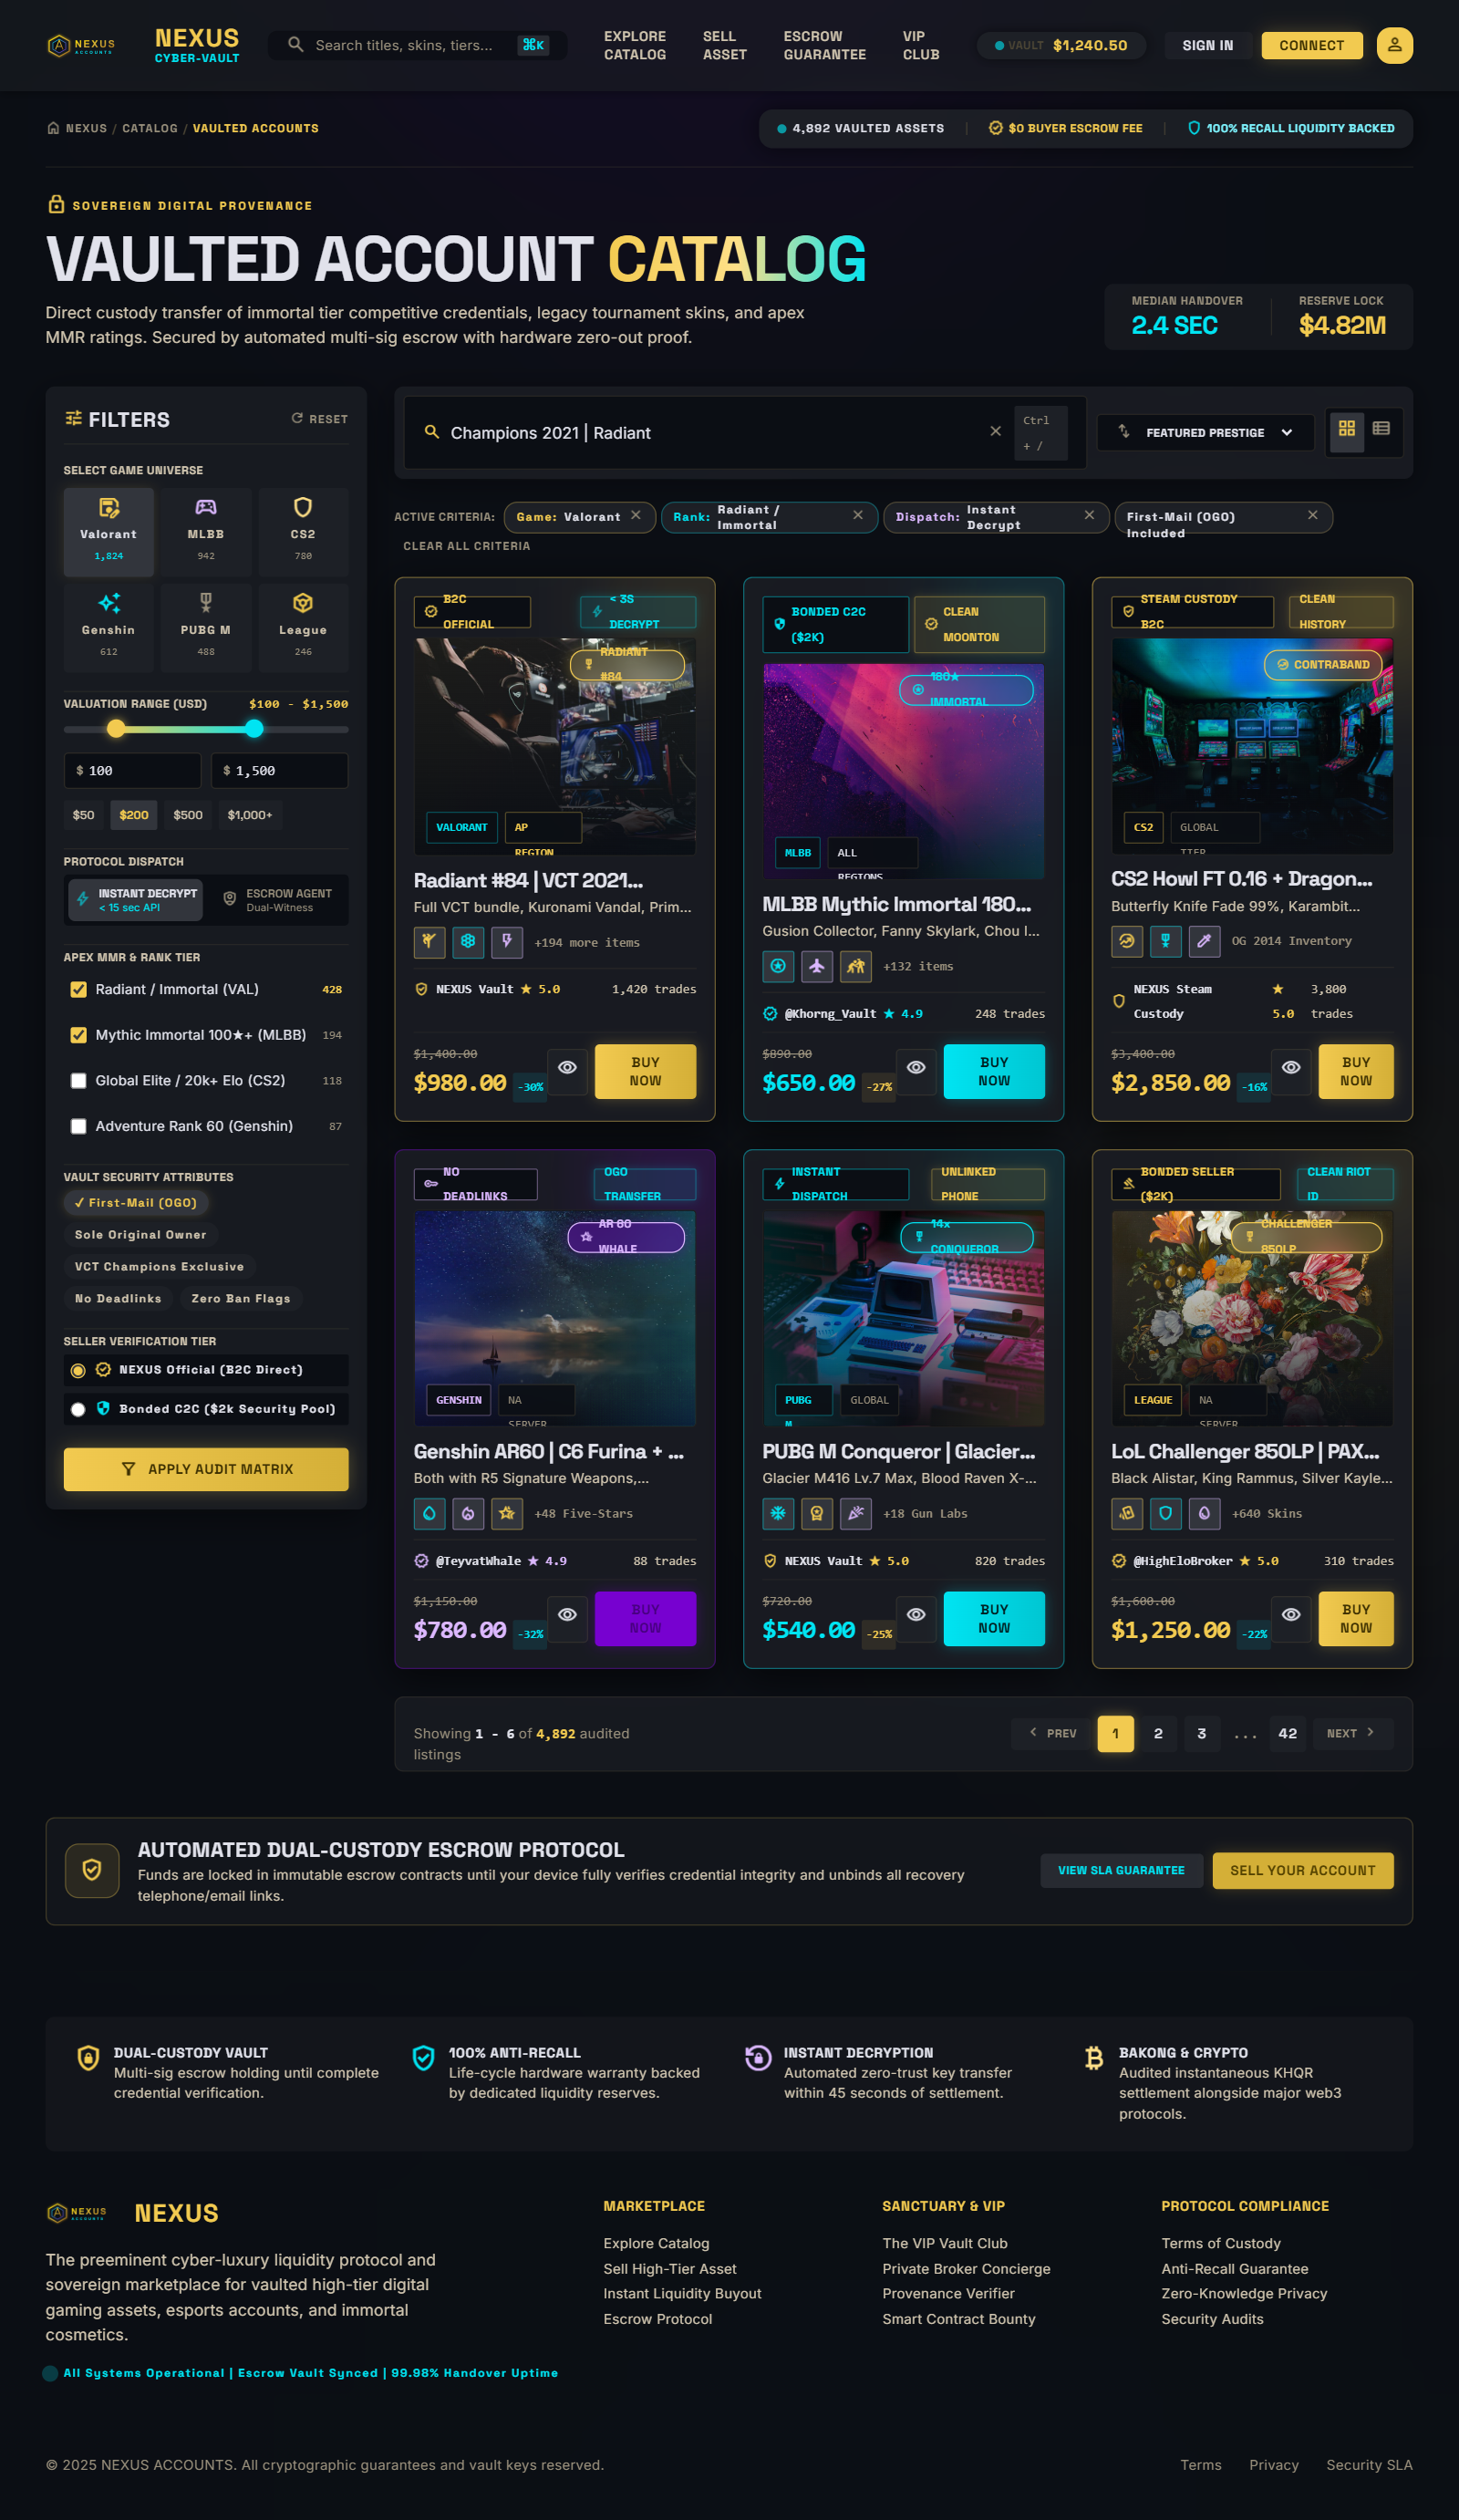 NEXUS
ACCOUNTS
NEXUS
CYBER-VAULT
Search titles, skins, tiers...
⌘K
EXPLORE
CATALOG
SELL
ASSET
ESCROW
GUARANTEE
VIP
CLUB
VAULT $1,240.50
SIGN IN
CONNECT
NEXUS / CATALOG / VAULTED ACCOUNTS
4,892 VAULTED ASSETS
$0 BUYER ESCROW FEE
100% RECALL LIQUIDITY BACKED
SOVEREIGN DIGITAL PROVENANCE
VAULTED ACCOUNT CATALOG
Direct custody transfer of immortal tier competitive credentials, legacy tournament skins, and apex
MMR ratings. Secured by automated multi-sig escrow with hardware zero-out proof.
MEDIAN HANDOVER
2.4 SEC
RESERVE LOCK
$4.82M
FILTERS
RESET
SELECT GAME UNIVERSE
Valorant
1,824
MLBB
942
CS2
780
Genshin
612
PUBG M
488
League
246
VALUATION RANGE (USD)
$100 - $1,500
$ 100
$ 1,500
$50
$200
$500
$1,000+
PROTOCOL DISPATCH
INSTANT DECRYPT
< 15 sec API
ESCROW AGENT
Dual-Witness
APEX MMR & RANK TIER
Radiant / Immortal (VAL) 428
Mythic Immortal 100★+ (MLBB) 194
Global Elite / 20k+ Elo (CS2) 118
Adventure Rank 60 (Genshin) 87
VAULT SECURITY ATTRIBUTES
✓ First-Mail (OGO)
Sole Original Owner
VCT Champions Exclusive
No Deadlinks
Zero Ban Flags
SELLER VERIFICATION TIER
NEXUS Official (B2C Direct)
Bonded C2C ($2k Security Pool)
APPLY AUDIT MATRIX
Champions 2021 | Radiant
Ctrl
+ /
FEATURED PRESTIGE
ACTIVE CRITERIA:
Game: Valorant
Rank: Radiant /
Immortal
Dispatch: Instant
Decrypt
First-Mail (OGO)
Included
CLEAR ALL CRITERIA
B2C
OFFICIAL
< 3S
DECRYPT
RADIANT
#84
VALORANT
AP
REGION
Radiant #84 | VCT 2021...
Full VCT bundle, Kuronami Vandal, Prim...
+194 more items
NEXUS Vault ★ 5.0
1,420 trades
$1,400.00
$980.00 -30%
BUY
NOW
BONDED C2C
($2K)
CLEAN
MOONTON
180★
IMMORTAL
MLBB
ALL
REGIONS
MLBB Mythic Immortal 180...
Gusion Collector, Fanny Skylark, Chou I...
+132 items
@Khorng_Vault ★ 4.9
248 trades
$890.00
$650.00 -27%
BUY
NOW
STEAM CUSTODY
B2C
CLEAN
HISTORY
CONTRABAND
CS2
GLOBAL
TIER
CS2 Howl FT 0.16 + Dragon...
Butterfly Knife Fade 99%, Karambit...
OG 2014 Inventory
NEXUS Steam
Custody
★
5.0
3,800
trades
$3,400.00
$2,850.00 -16%
BUY
NOW
NO
DEADLINKS
OGO
TRANSFER
AR 60
WHALE
GENSHIN
NA
SERVER
Genshin AR60 | C6 Furina + ...
Both with R5 Signature Weapons,...
+48 Five-Stars
@TeyvatWhale ★ 4.9
88 trades
$1,150.00
$780.00 -32%
BUY
NOW
INSTANT
DISPATCH
UNLINKED
PHONE
14x
CONQUEROR
PUBG
M
GLOBAL
PUBG M Conqueror | Glacier...
Glacier M416 Lv.7 Max, Blood Raven X-...
+18 Gun Labs
NEXUS Vault ★ 5.0
820 trades
$720.00
$540.00 -25%
BUY
NOW
BONDED SELLER
($2K)
CLEAN RIOT
ID
CHALLENGER
850LP
LEAGUE
NA
SERVER
LoL Challenger 850LP | PAX...
Black Alistar, King Rammus, Silver Kayle...
+640 Skins
@HighEloBroker ★ 5.0
310 trades
$1,600.00
$1,250.00 -22%
BUY
NOW
Showing 1 - 6 of 4,892 audited
listings
PREV
1
2
3
...
42
NEXT
AUTOMATED DUAL-CUSTODY ESCROW PROTOCOL
Funds are locked in immutable escrow contracts until your device fully verifies credential integrity and unbinds all recovery
telephone/email links.
VIEW SLA GUARANTEE
SELL YOUR ACCOUNT
DUAL-CUSTODY VAULT
Multi-sig escrow holding until complete
credential verification.
100% ANTI-RECALL
Life-cycle hardware warranty backed
by dedicated liquidity reserves.
INSTANT DECRYPTION
Automated zero-trust key transfer
within 45 seconds of settlement.
BAKONG & CRYPTO
Audited instantaneous KHQR
settlement alongside major web3
protocols.
NEXUS
ACCOUNTS
NEXUS
The preeminent cyber-luxury liquidity protocol and
sovereign marketplace for vaulted high-tier digital
gaming assets, esports accounts, and immortal
cosmetics.
All Systems Operational | Escrow Vault Synced | 99.98% Handover Uptime
MARKETPLACE
Explore Catalog
Sell High-Tier Asset
Instant Liquidity Buyout
Escrow Protocol
SANCTUARY & VIP
The VIP Vault Club
Private Broker Concierge
Provenance Verifier
Smart Contract Bounty
PROTOCOL COMPLIANCE
Terms of Custody
Anti-Recall Guarantee
Zero-Knowledge Privacy
Security Audits
© 2025 NEXUS ACCOUNTS. All cryptographic guarantees and vault keys reserved.
Terms
Privacy
Security SLA